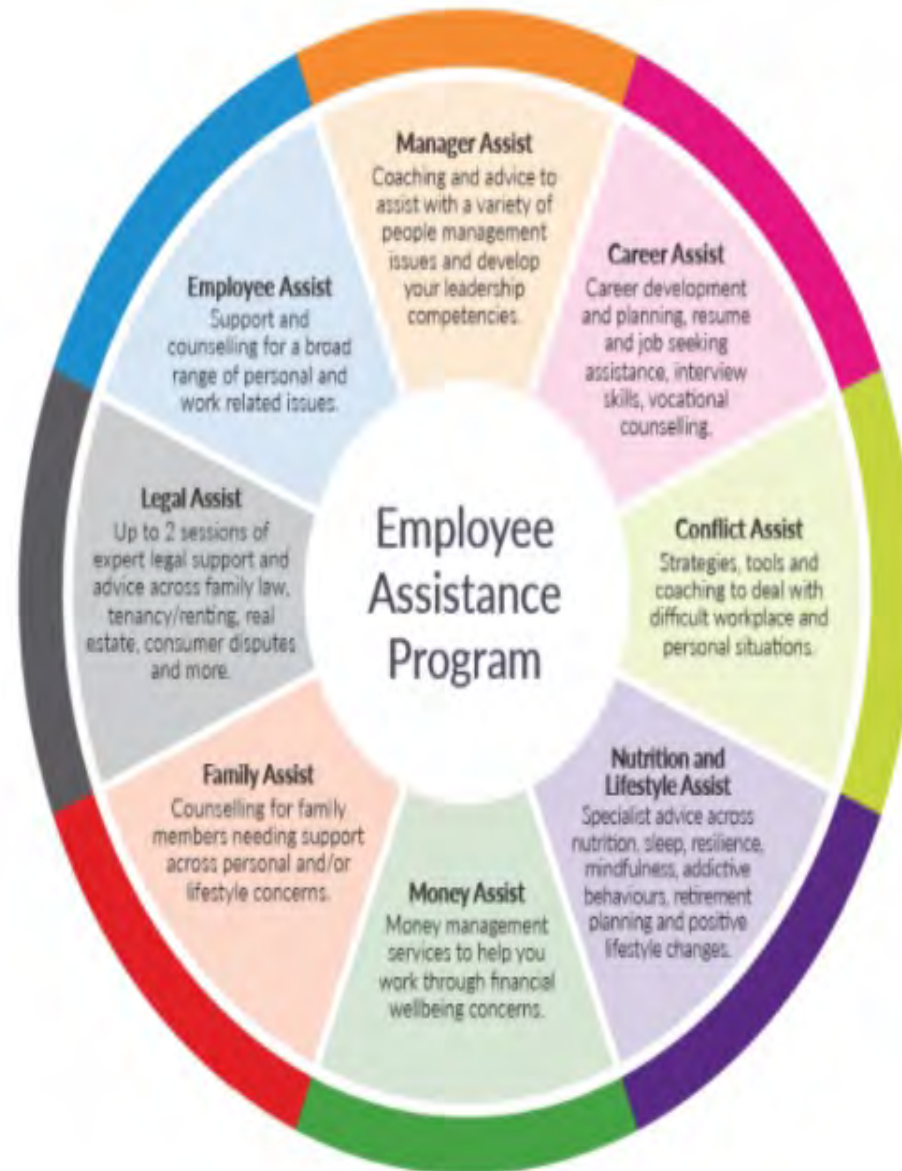 Manager Assist
Coaching and advice to
assist with a variety of
people management
issues and develop
your leadership
competencies.
Career Assist
Career development
and planning, resume
and job seeking
assistance, interview
skills, vocational
counselling.
Conflict Assist
Strategies, tools and
coaching to deal with
difficult workplace and
personal situations.
Nutrition and
Lifestyle Assist
Specialist advice across
nutrition, sleep, resilience,
mindfulness, addictive
behaviours, retirement
planning and positive
lifestyle changes.
Money Assist
Money management
services to help you
work through financial
wellbeing concerns.
Family Assist
Counselling for family
members needing support
across personal and/or
lifestyle concerns.
Legal Assist
Up to 2 sessions of
expert legal support and
advice across family law,
tenancy/renting, real
estate, consumer disputes
and more.
Employee Assist
Support and
counselling for a broad
range of personal and
work related issues.
Employee
Assistance
Program